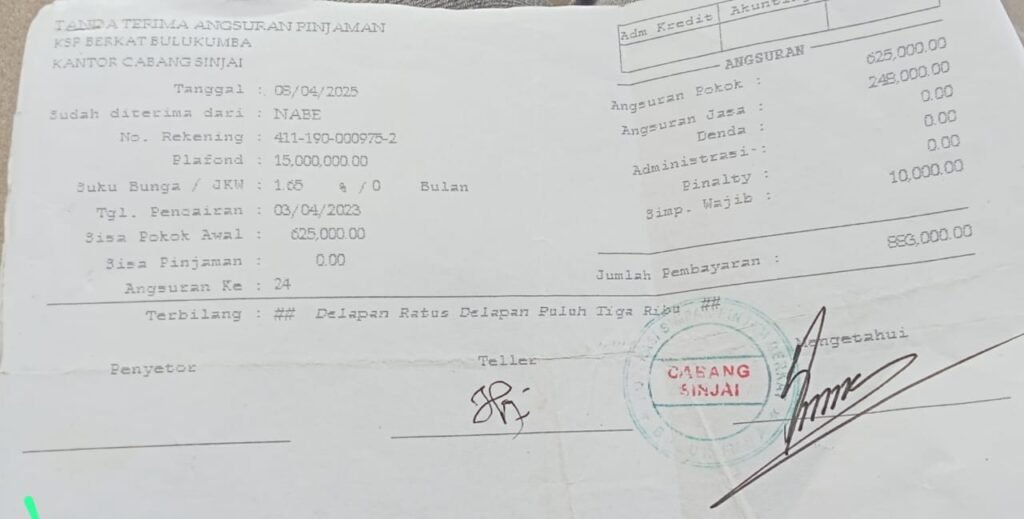 TANDA TERIMA ANGSURAN PINJAMAN
KSP BERKAT BULUKUMBA
KANTOR CABANG SINJAI
Tanggal : 08/04/2025
Sudah diterima dari : NABE
No. Rekening : 411-190-000975-2
Plafond : 15,000,000.00
Suku Bunga / JKW : 1.65 % / 0 Bulan
Tgl. Pencairan : 03/04/2023
Sisa Pokok Awal : 625,000.00
Sisa Pinjaman : 0.00
Angsuran Ke : 24
Adm Kredit Akunting
ANGSURAN
Angsuran Pokok : 625,000.00
Angsuran Jasa : 248,000.00
Denda : 0.00
Administrasi : 0.00
Pinalty : 0.00
Simp. Wajib : 10,000.00
Jumlah Pembayaran : 883,000.00
Terbilang : ## Delapan Ratus Delapan Puluh Tiga Ribu ##
Penyetor
Teller
Mengetahui
CABANG
SINJAI